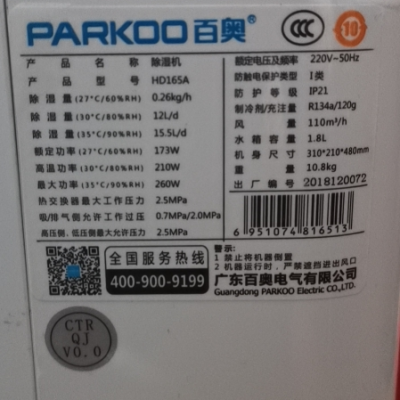 PARKOO百奥®
CCC
10
产品名称 除湿机
产品型号 HD165A
除湿量(27°C/60%RH) 0.26kg/h
除湿量(30°C/80%RH) 12L/d
除湿量(35°C/90%RH) 15.5L/d
额定功率(27°C/60%RH) 173W
高温功率(30°C/80%RH) 210W
最大功率(35°C/90%RH) 260W
热交换器最大工作压力 2.5MPa
吸、排气侧允许工作过压 0.7MPa/2.0MPa
高压侧、低压侧最大允许压力 2.5MPa
额定电压及频率 220V~50Hz
防触电保护类型 I类
防护等级 IP21
制冷剂/充注量 R134a/120g
风量 110m³/h
水箱容量 1.8L
机身尺寸 310*210*480mm
重量 10.8kg
出厂编号 2018120072
6 951074 816513
全国服务热线
400-900-9199
警示:
1 禁止将机器倒置
2 机器运行时,严禁遮挡进出风口
广东百奥电气有限公司
Guangdong PARKOO Electric CO.,LTD.
CTR
QJ
V0.0